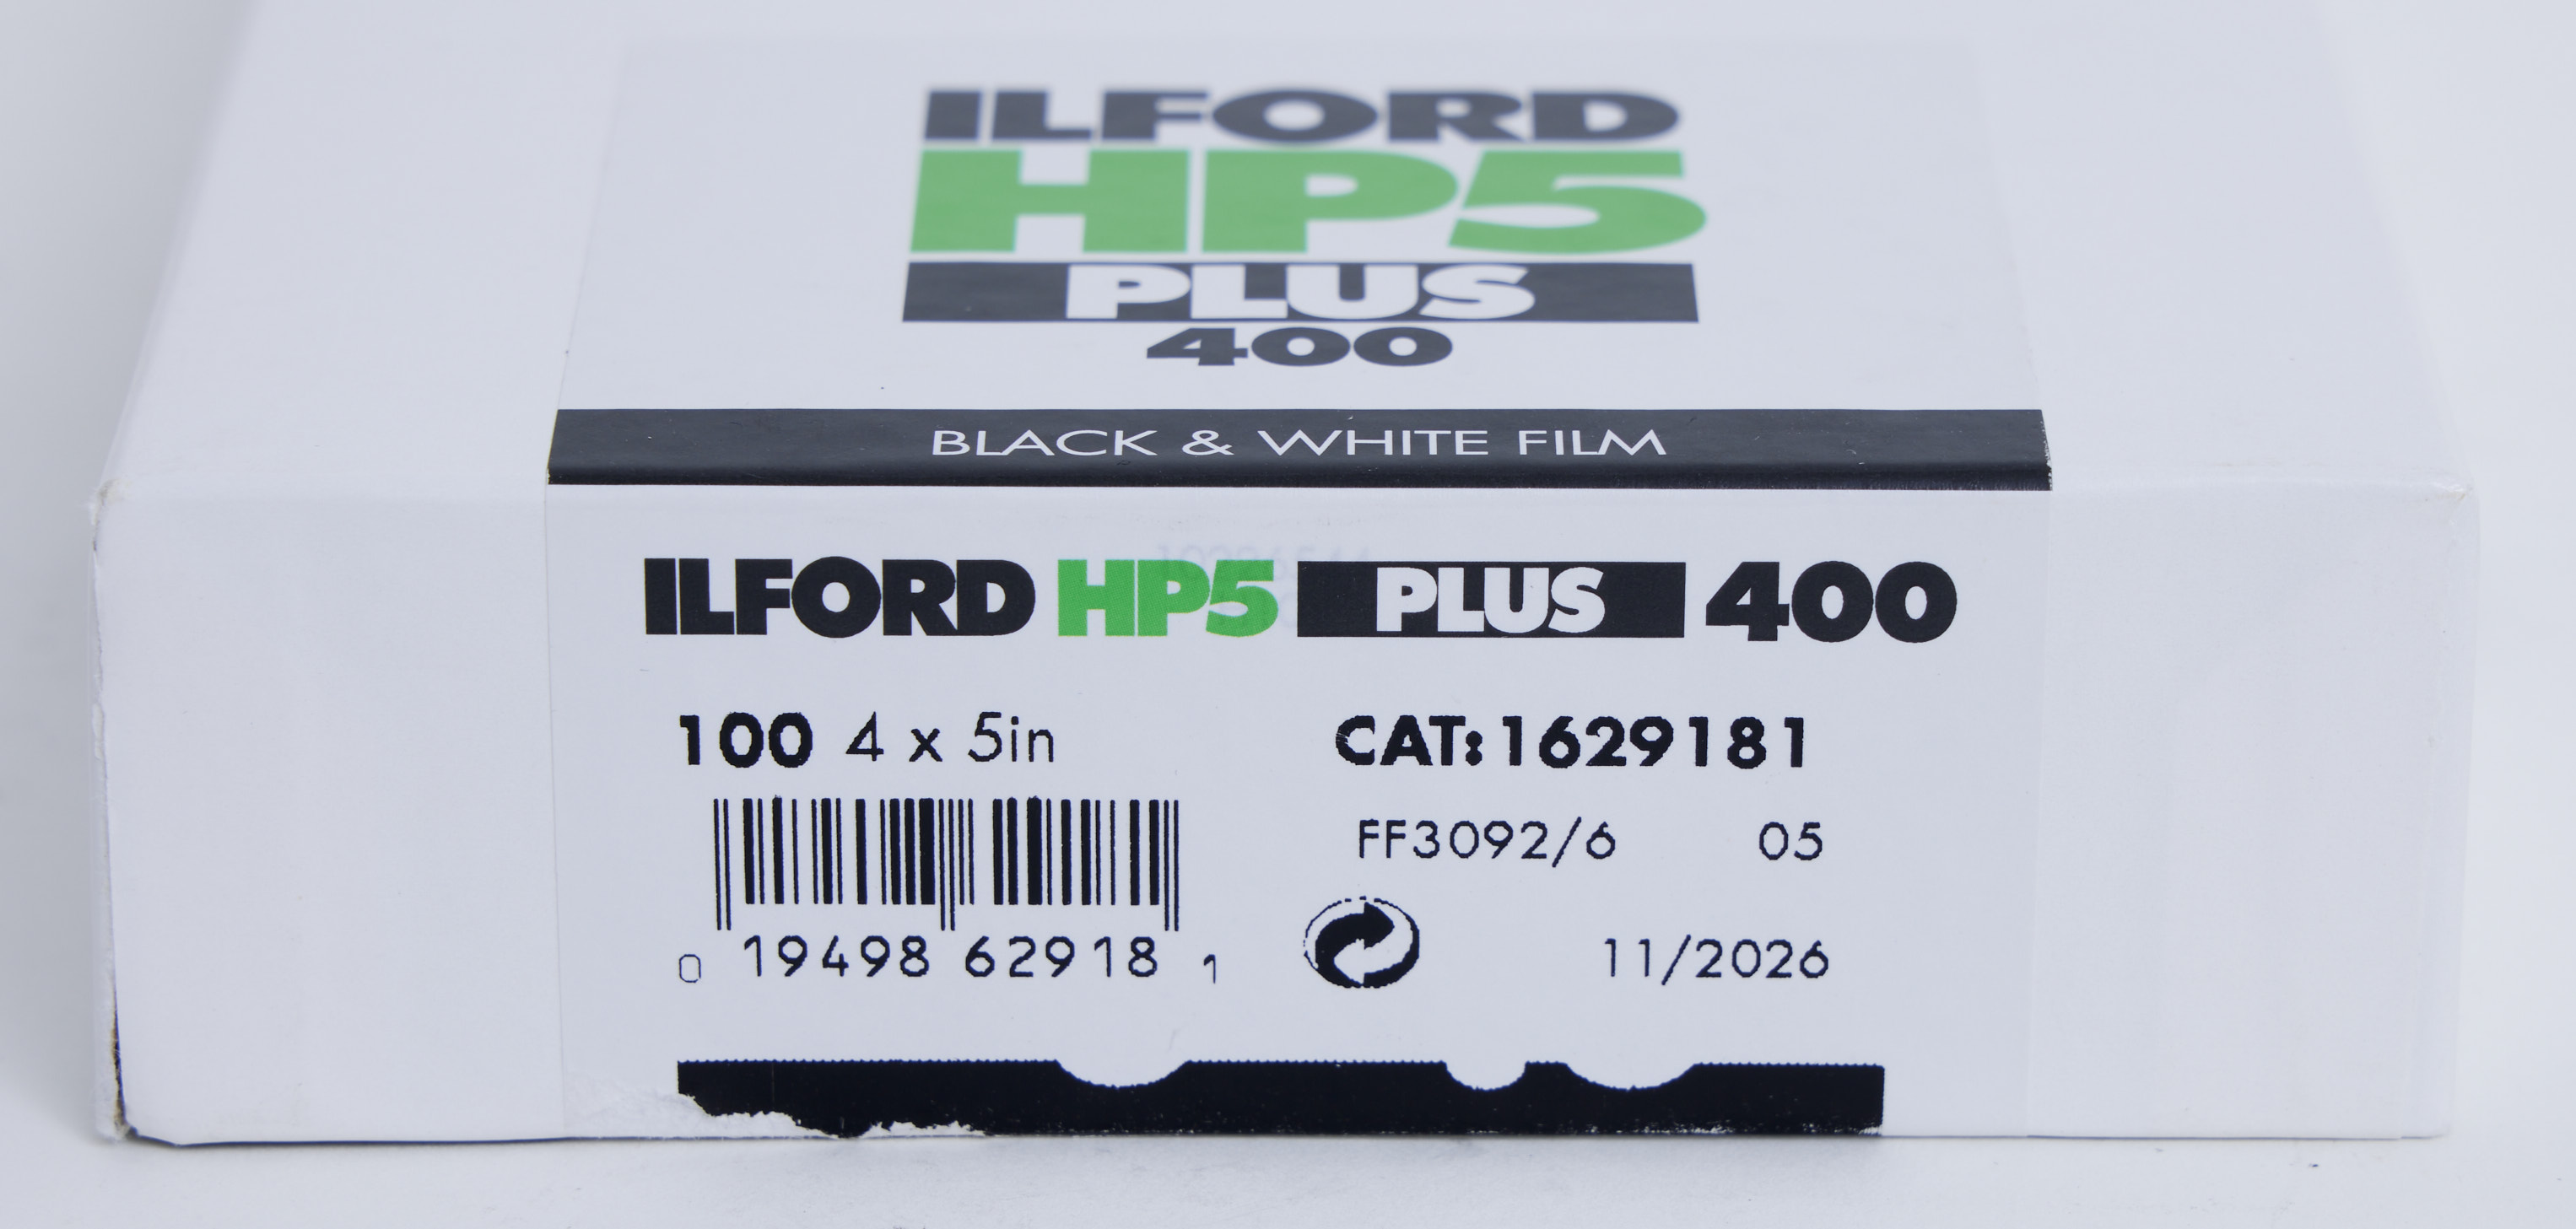 ILFORD
HP5
PLUS
400
BLACK & WHITE FILM
ILFORD HP5 PLUS 400
100 4 x 5in
CAT:1629181
FF3092/6 05
0 19498 62918 1
11/2026